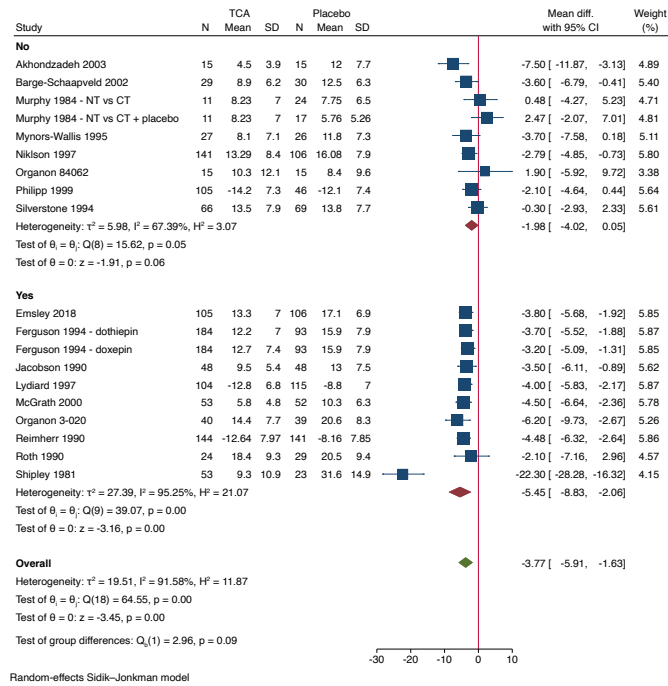 TCA Placebo Mean diff. Weight
Study N Mean SD N Mean SD with 95% CI (%)
No
Akhondzadeh 2003 15 4.5 3.9 15 12 7.7 -7.50 [ -11.87, -3.13] 4.89
Barge-Schaapveld 2002 29 8.9 6.2 30 12.5 6.3 -3.60 [ -6.79, -0.41] 5.40
Murphy 1984 - NT vs CT 11 8.23 7 24 7.75 6.5 0.48 [ -4.27, 5.23] 4.71
Murphy 1984 - NT vs CT + placebo 11 8.23 7 17 5.76 5.26 2.47 [ -2.07, 7.01] 4.81
Mynors-Wallis 1995 27 8.1 7.1 26 11.8 7.3 -3.70 [ -7.58, 0.18] 5.11
Niklson 1997 141 13.29 8.4 106 16.08 7.9 -2.79 [ -4.85, -0.73] 5.80
Organon 84062 15 10.3 12.1 15 8.4 9.6 1.90 [ -5.92, 9.72] 3.38
Philipp 1999 105 -14.2 7.3 46 -12.1 7.4 -2.10 [ -4.64, 0.44] 5.64
Silverstone 1994 66 13.5 7.9 69 13.8 7.7 -0.30 [ -2.93, 2.33] 5.61
Heterogeneity: τ² = 5.98, I² = 67.39%, H² = 3.07 -1.98 [ -4.02, 0.05]
Test of θᵢ = θⱼ: Q(8) = 15.62, p = 0.05
Test of θ = 0: z = -1.91, p = 0.06
Yes
Emsley 2018 105 13.3 7 106 17.1 6.9 -3.80 [ -5.68, -1.92] 5.85
Ferguson 1994 - dothiepin 184 12.2 7 93 15.9 7.9 -3.70 [ -5.52, -1.88] 5.87
Ferguson 1994 - doxepin 184 12.7 7.4 93 15.9 7.9 -3.20 [ -5.09, -1.31] 5.85
Jacobson 1990 48 9.5 5.4 48 13 7.5 -3.50 [ -6.11, -0.89] 5.62
Lydiard 1997 104 -12.8 6.8 115 -8.8 7 -4.00 [ -5.83, -2.17] 5.87
McGrath 2000 53 5.8 4.8 52 10.3 6.3 -4.50 [ -6.64, -2.36] 5.78
Organon 3-020 40 14.4 7.7 39 20.6 8.3 -6.20 [ -9.73, -2.67] 5.26
Reimherr 1990 144 -12.64 7.97 141 -8.16 7.85 -4.48 [ -6.32, -2.64] 5.86
Roth 1990 24 18.4 9.3 29 20.5 9.4 -2.10 [ -7.16, 2.96] 4.57
Shipley 1981 53 9.3 10.9 23 31.6 14.9 -22.30 [ -28.28, -16.32] 4.15
Heterogeneity: τ² = 27.39, I² = 95.25%, H² = 21.07 -5.45 [ -8.83, -2.06]
Test of θᵢ = θⱼ: Q(9) = 39.07, p = 0.00
Test of θ = 0: z = -3.16, p = 0.00
Overall -3.77 [ -5.91, -1.63]
Heterogeneity: τ² = 19.51, I² = 91.58%, H² = 11.87
Test of θᵢ = θⱼ: Q(18) = 64.55, p = 0.00
Test of θ = 0: z = -3.45, p = 0.00
Test of group differences: Q_b(1) = 2.96, p = 0.09
-30 -20 -10 0 10
Random-effects Sidik–Jonkman model